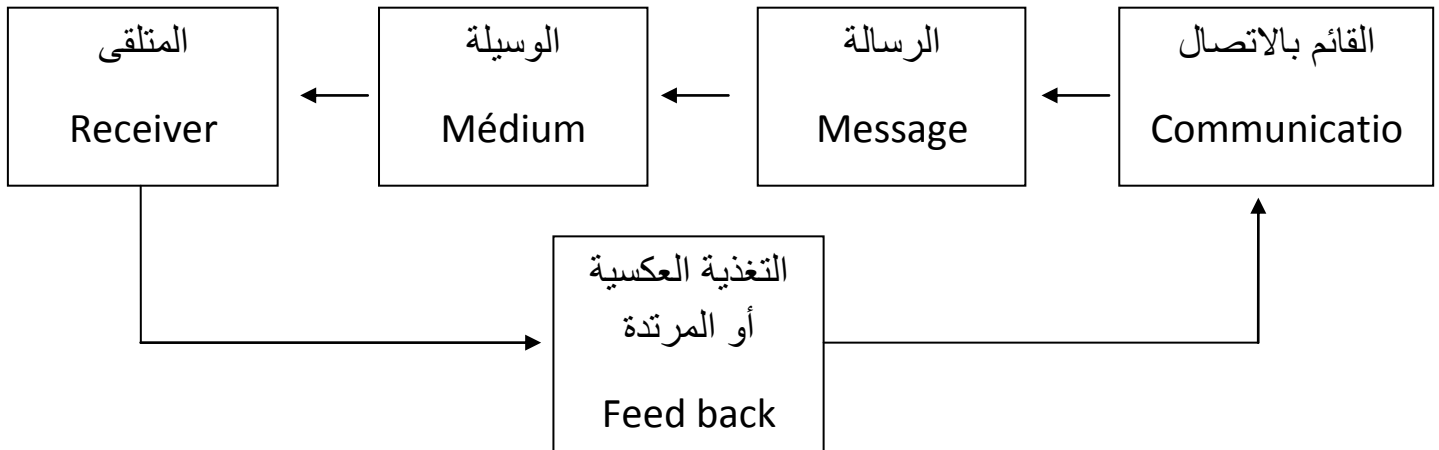 القائم بالاتصال
Communicatio
الرسالة
Message
الوسيلة
Médium
المتلقى
Receiver
التغذية العكسية
أو المرتدة
Feed back